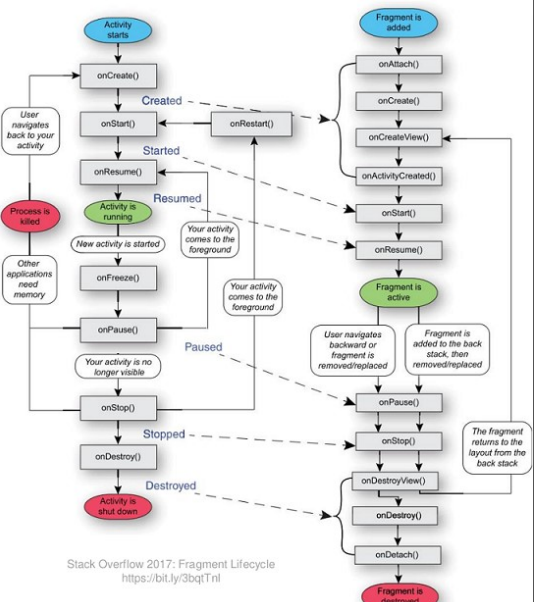 Activity
starts
onCreate()
Created
User
navigates
back to your
activity
onStart()
onRestart()
Started
onResume()
Resumed
Process is
killed
Activity is
running
New activity is started
Your activity
comes to the
foreground
Other
applications
need
memory
onFreeze()
Your activity
comes to the
foreground
onPause()
Paused
Your activity is no
longer visible
onStop()
Stopped
onDestroy()
Destroyed
Activity is
shut down
Fragment is
added
onAttach()
onCreate()
onCreateView()
onActivityCreated()
onStart()
onResume()
Fragment is
active
User navigates
backward or
fragment is
removed/replaced
Fragment is
added to the back
stack, then
removed/replaced
onPause()
onStop()
The fragment
returns to the
layout from the
back stack
onDestroyView()
onDestroy()
onDetach()
Fragment is
destroyed
Stack Overflow 2017: Fragment Lifecycle
https://bit.ly/3bqtTnI